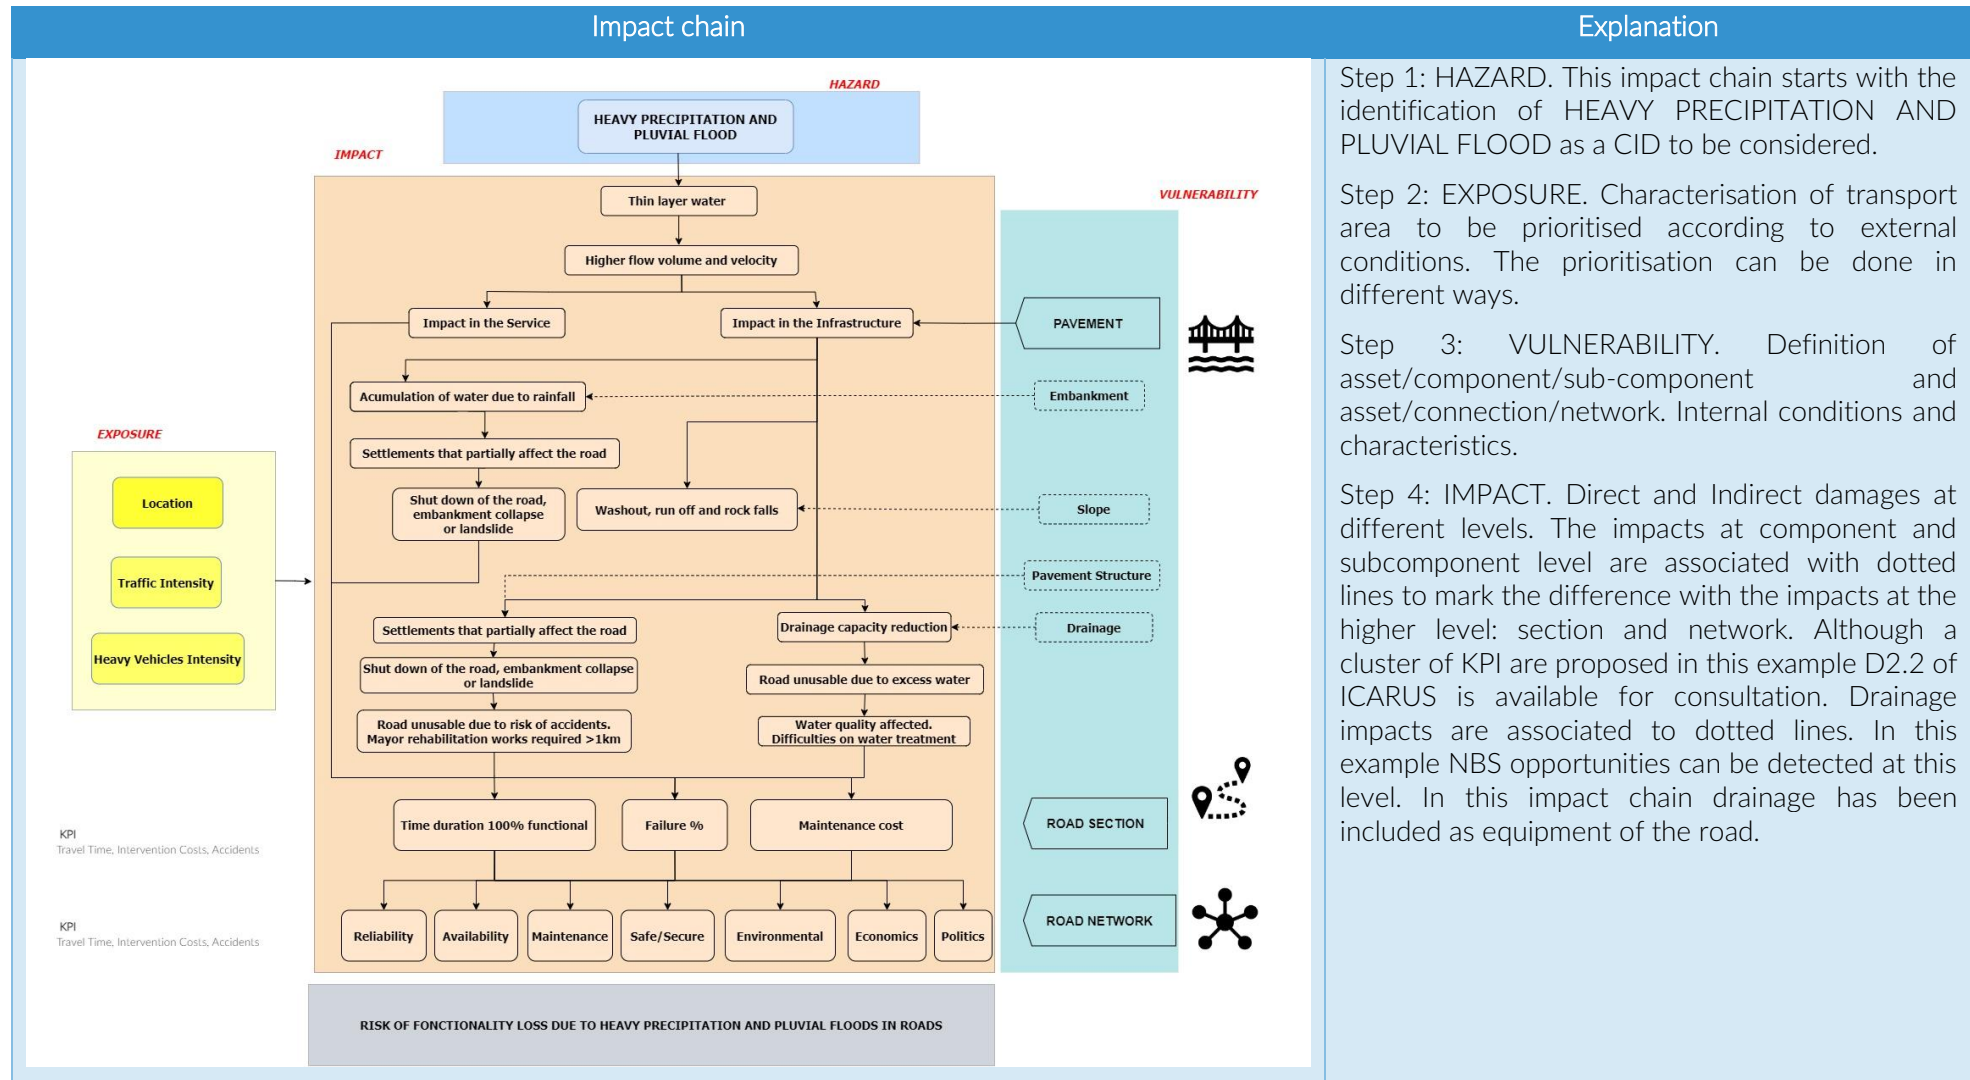 Impact chain
Explanation
HAZARD
HEAVY PRECIPITATION AND
PLUVIAL FLOOD
IMPACT
Thin layer water
VULNERABILITY
Higher flow volume and velocity
Impact in the Service
Impact in the Infrastructure
PAVEMENT
Acumulation of water due to rainfall
Embankment
EXPOSURE
Settlements that partially affect the road
Location
Shut down of the road,
embankment collapse
or landslide
Washout, run off and rock falls
Slope
Traffic Intensity
Pavement Structure
Settlements that partially affect the road
Drainage capacity reduction
Drainage
Heavy Vehicles Intensity
Shut down of the road, embankment collapse
or landslide
Road unusable due to excess water
Road unusable due to risk of accidents.
Mayor rehabilitation works required >1km
Water quality affected.
Difficulties on water treatment
Time duration 100% functional
Failure %
Maintenance cost
ROAD SECTION
KPI
Travel Time, Intervention Costs, Accidents
Reliability
Availability
Maintenance
Safe/Secure
Environmental
Economics
Politics
ROAD NETWORK
KPI
Travel Time, Intervention Costs, Accidents
RISK OF FONCTIONALITY LOSS DUE TO HEAVY PRECIPITATION AND PLUVIAL FLOODS IN ROADS
Step 1: HAZARD. This impact chain starts with the
identification of HEAVY PRECIPITATION AND
PLUVIAL FLOOD as a CID to be considered.
Step 2: EXPOSURE. Characterisation of transport
area to be prioritised according to external
conditions. The prioritisation can be done in
different ways.
Step 3: VULNERABILITY. Definition of
asset/component/sub-component and
asset/connection/network. Internal conditions and
characteristics.
Step 4: IMPACT. Direct and Indirect damages at
different levels. The impacts at component and
subcomponent level are associated with dotted
lines to mark the difference with the impacts at the
higher level: section and network. Although a
cluster of KPI are proposed in this example D2.2 of
ICARUS is available for consultation. Drainage
impacts are associated to dotted lines. In this
example NBS opportunities can be detected at this
level. In this impact chain drainage has been
included as equipment of the road.